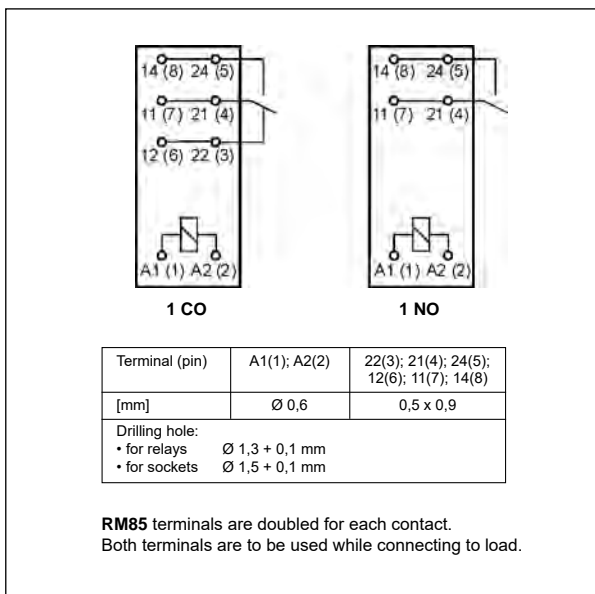 14 (8) 24 (5)
11 (7) 21 (4)
12 (6) 22 (3)
A1 (1) A2 (2)
1 CO
14 (8) 24 (5)
11 (7) 21 (4)
A1 (1) A2 (2)
1 NO
Terminal (pin) A1(1); A2(2) 22(3); 21(4); 24(5);
12(6); 11(7); 14(8)
[mm] Ø 0,6 0,5 x 0,9
Drilling hole:
• for relays Ø 1,3 + 0,1 mm
• for sockets Ø 1,5 + 0,1 mm
RM85 terminals are doubled for each contact.
Both terminals are to be used while connecting to load.